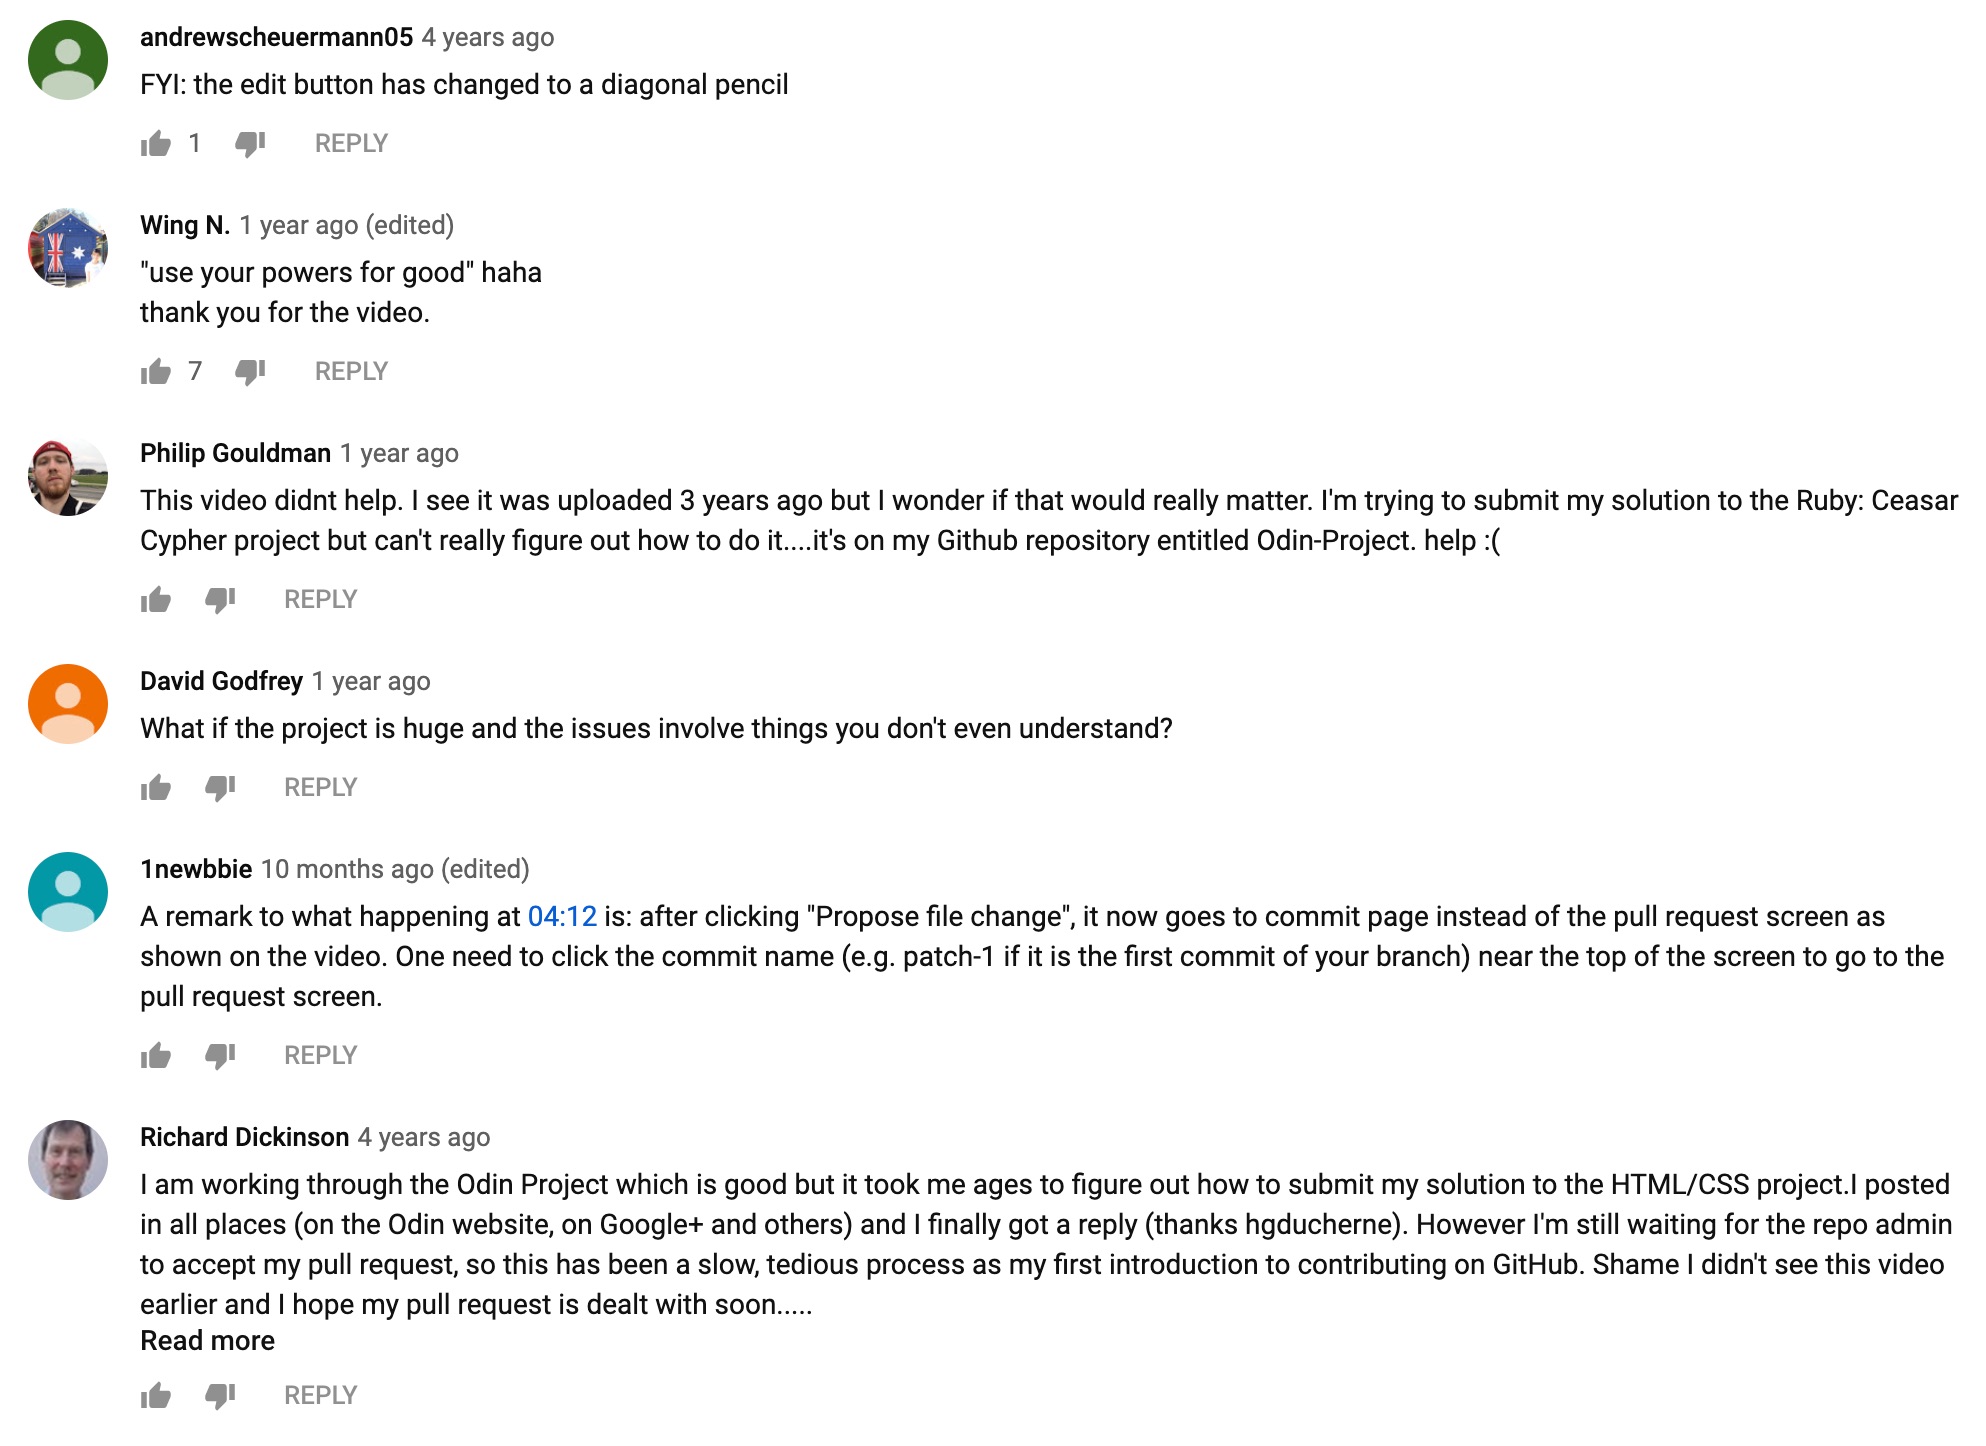 andrewscheuermann05 4 years ago
FYI: the edit button has changed to a diagonal pencil
1 REPLY
Wing N. 1 year ago (edited)
"use your powers for good" haha
thank you for the video.
7 REPLY
Philip Gouldman 1 year ago
This video didnt help. I see it was uploaded 3 years ago but I wonder if that would really matter. I'm trying to submit my solution to the Ruby: Ceasar
Cypher project but can't really figure out how to do it....it's on my Github repository entitled Odin-Project. help :(
REPLY
David Godfrey 1 year ago
What if the project is huge and the issues involve things you don't even understand?
REPLY
1newbbie 10 months ago (edited)
A remark to what happening at 04:12 is: after clicking "Propose file change", it now goes to commit page instead of the pull request screen as
shown on the video. One need to click the commit name (e.g. patch-1 if it is the first commit of your branch) near the top of the screen to go to the
pull request screen.
REPLY
Richard Dickinson 4 years ago
I am working through the Odin Project which is good but it took me ages to figure out how to submit my solution to the HTML/CSS project.I posted
in all places (on the Odin website, on Google+ and others) and I finally got a reply (thanks hgducherne). However I'm still waiting for the repo admin
to accept my pull request, so this has been a slow, tedious process as my first introduction to contributing on GitHub. Shame I didn't see this video
earlier and I hope my pull request is dealt with soon.....
Read more
REPLY